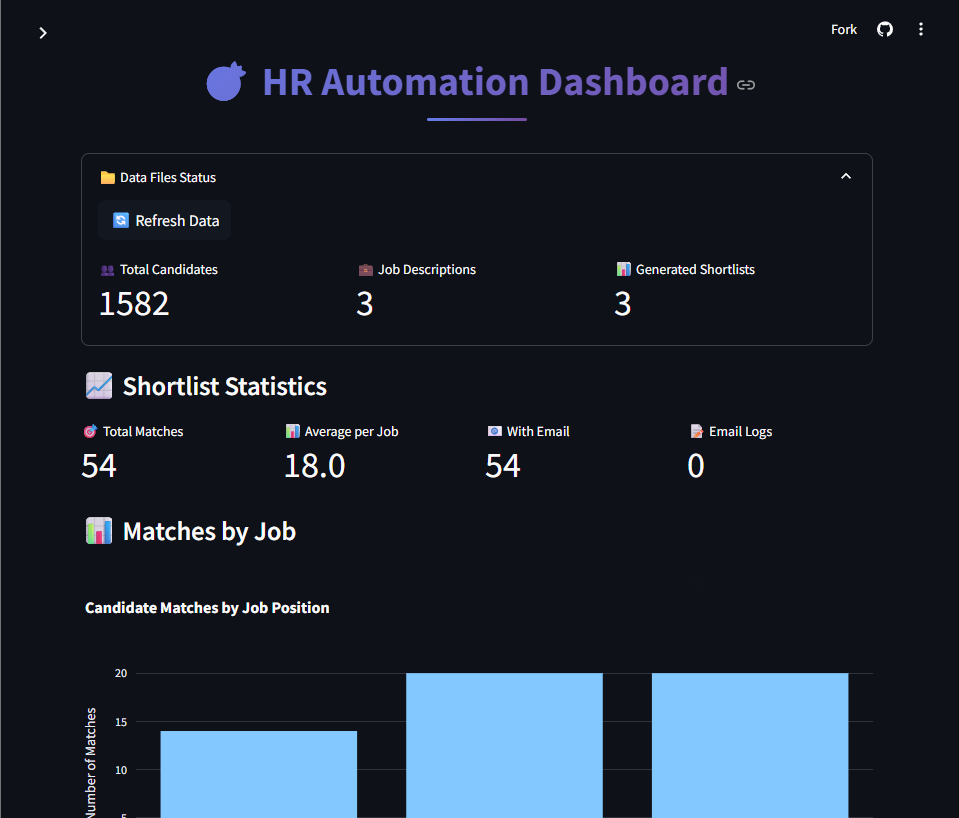 Fork
HR Automation Dashboard
Data Files Status
Refresh Data
Total Candidates
Job Descriptions
Generated Shortlists
1582
3
3
Shortlist Statistics
Total Matches
Average per Job
With Email
Email Logs
54
18.0
54
0
Matches by Job
Candidate Matches by Job Position
20
15
10
5
Number of Matches